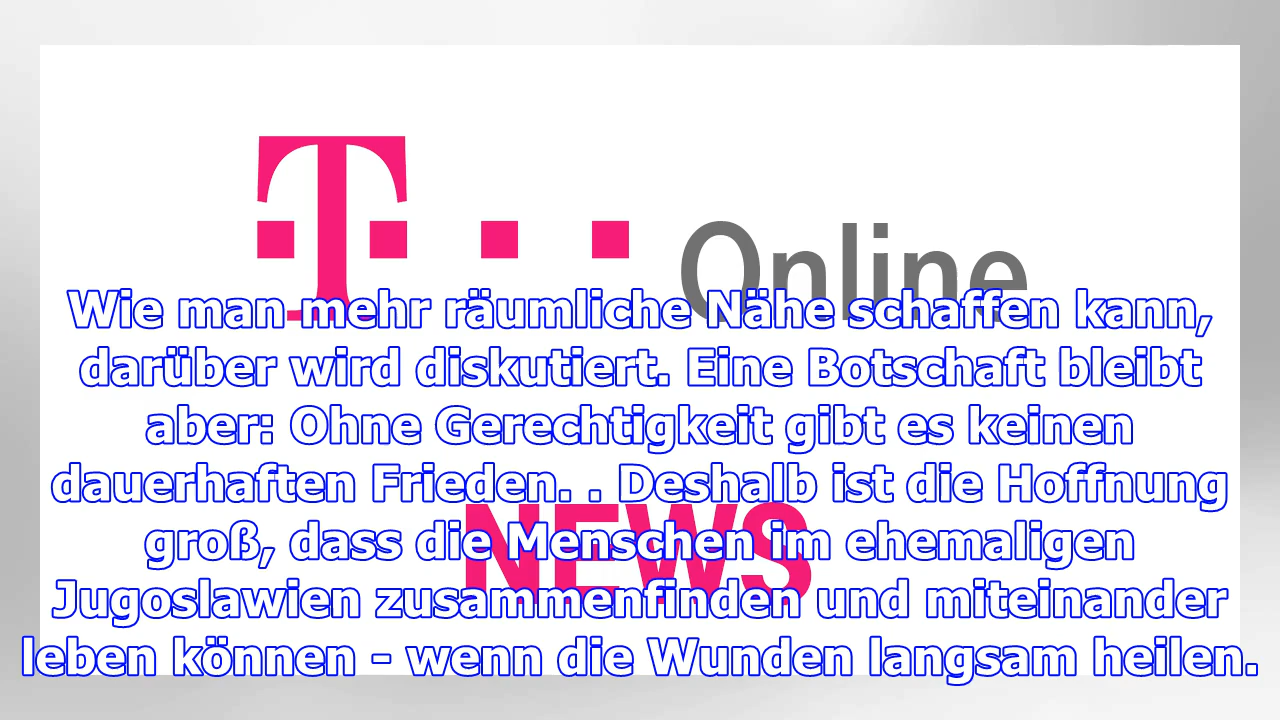 T Online
Wie man mehr räumliche Nähe schaffen kann,
darüber wird diskutiert. Eine Botschaft bleibt
aber: Ohne Gerechtigkeit gibt es keinen
dauerhaften Frieden. . Deshalb ist die Hoffnung
NEWS
groß, dass die Menschen im ehemaligen
Jugoslawien zusammenfinden und miteinander
leben können - wenn die Wunden langsam heilen.